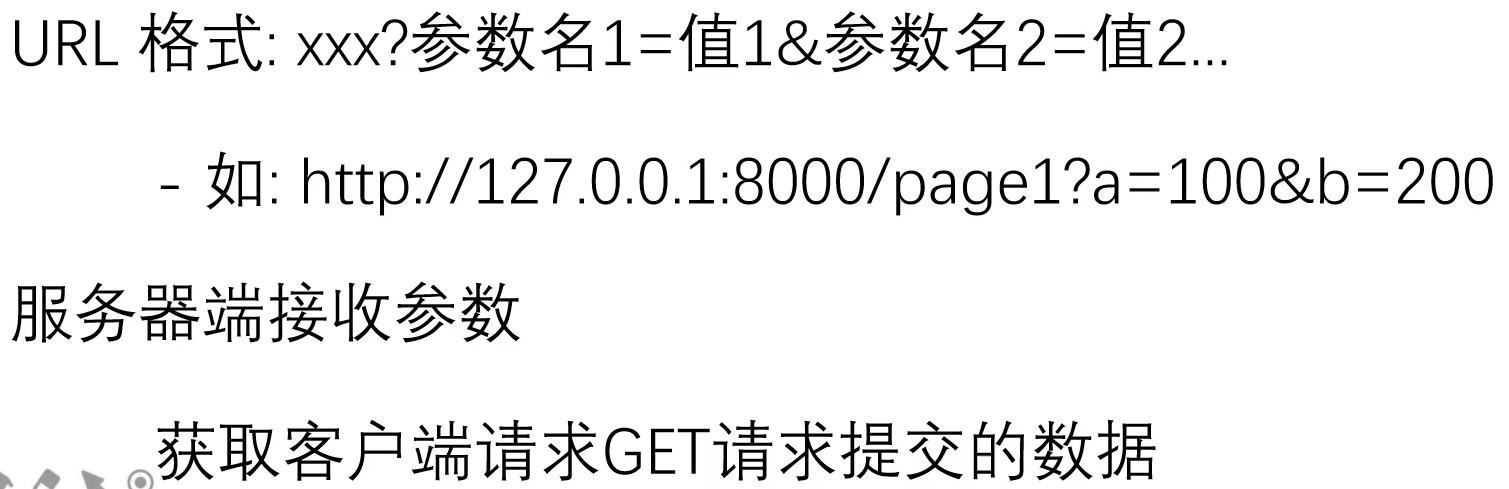 URL 格式: xxx?参数名1=值1&参数名2=值2...
- 如: http://127.0.0.1:8000/page1?a=100&b=200
服务器端接收参数
获取客户端请求GET请求提交的数据